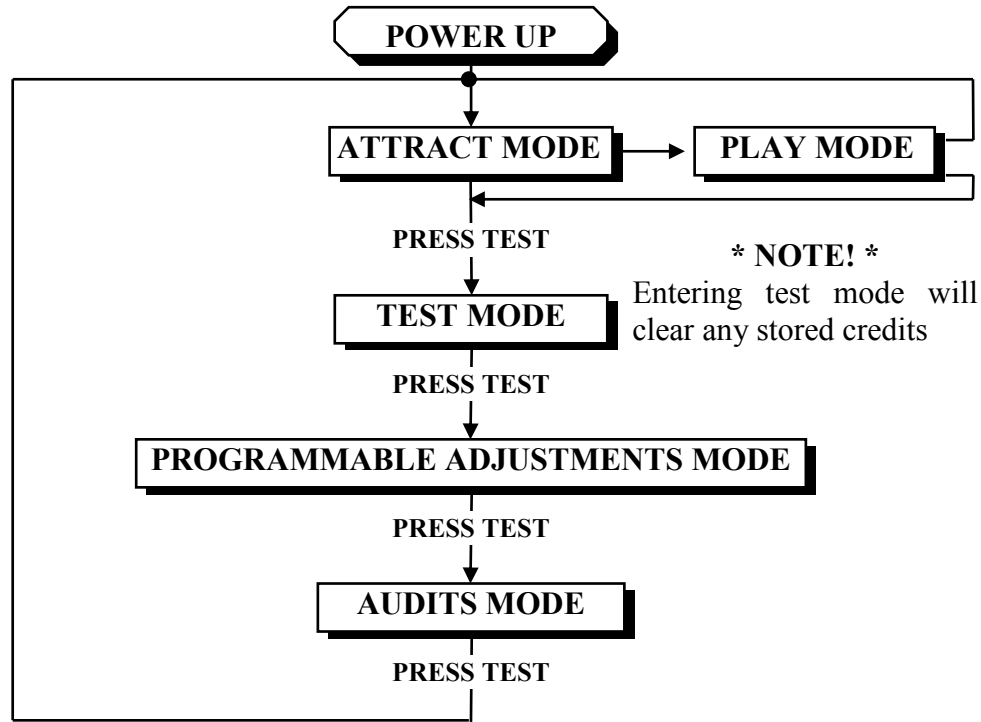 POWER UP
ATTRACT MODE
PLAY MODE
PRESS TEST
* NOTE! *
Entering test mode will
clear any stored credits
TEST MODE
PRESS TEST
PROGRAMMABLE ADJUSTMENTS MODE
PRESS TEST
AUDITS MODE
PRESS TEST